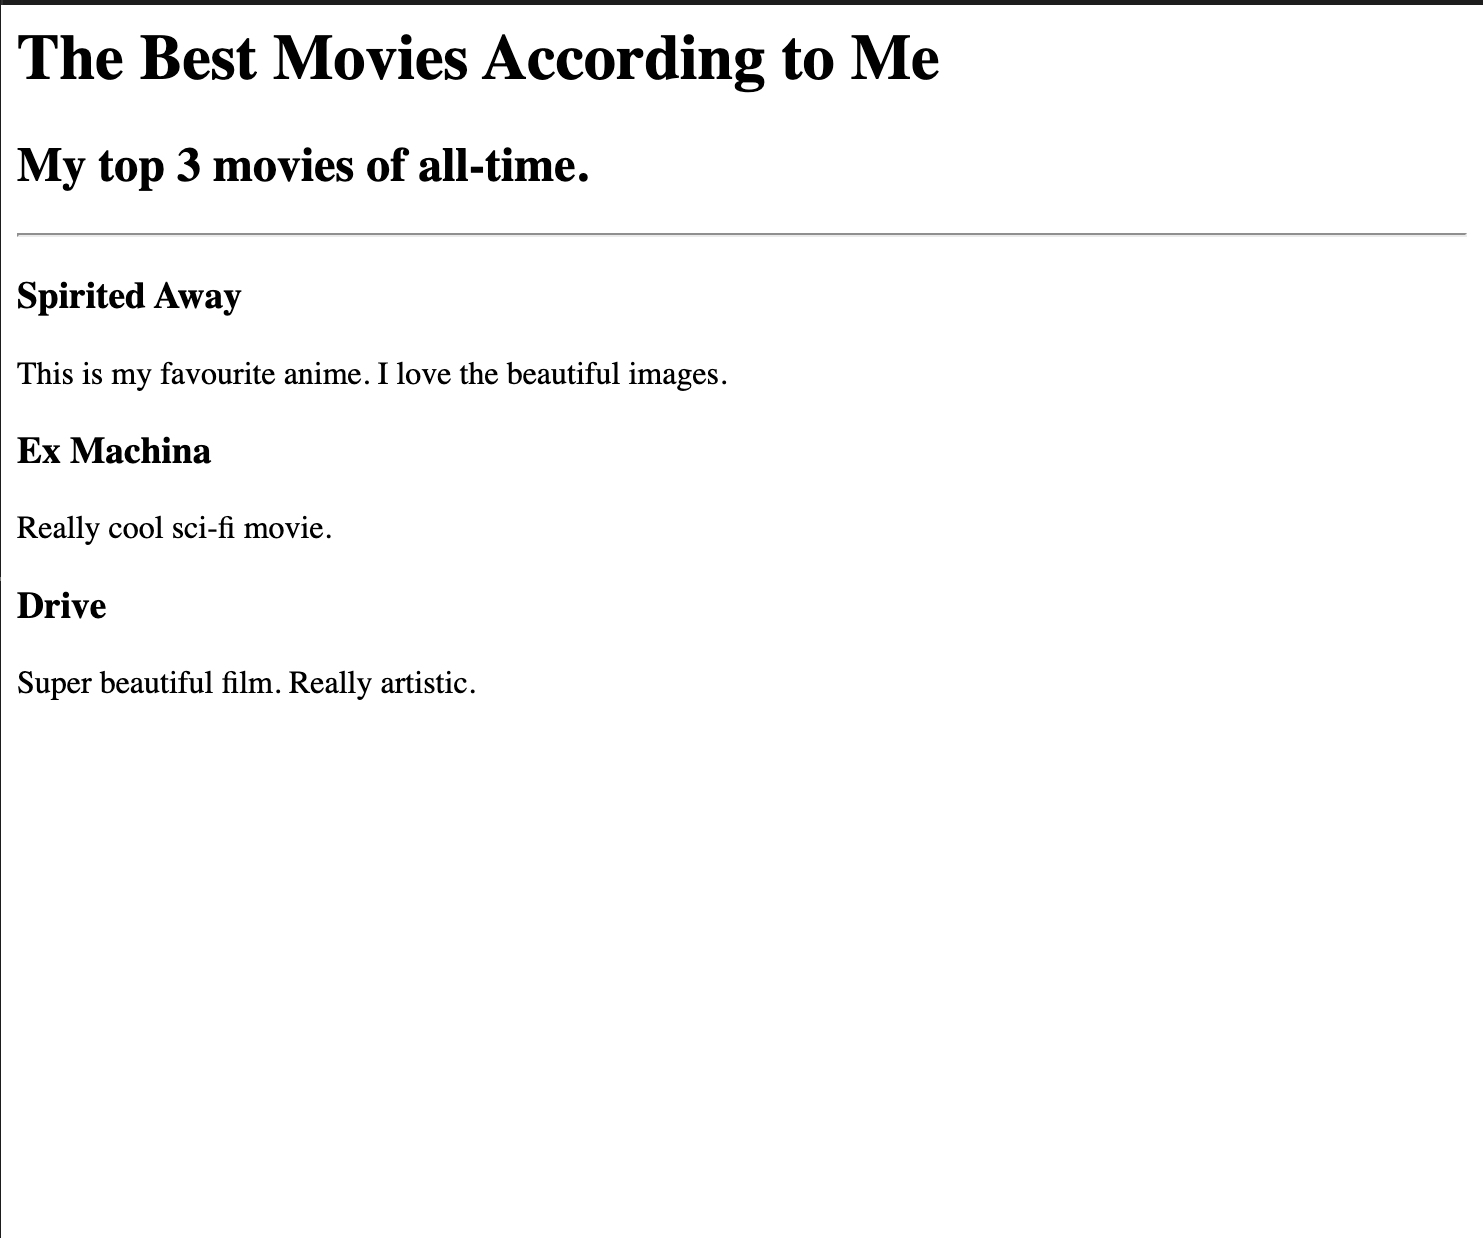 The Best Movies According to Me
My top 3 movies of all-time.
Spirited Away
This is my favourite anime. I love the beautiful images.
Ex Machina
Really cool sci-fi movie.
Drive
Super beautiful film. Really artistic.